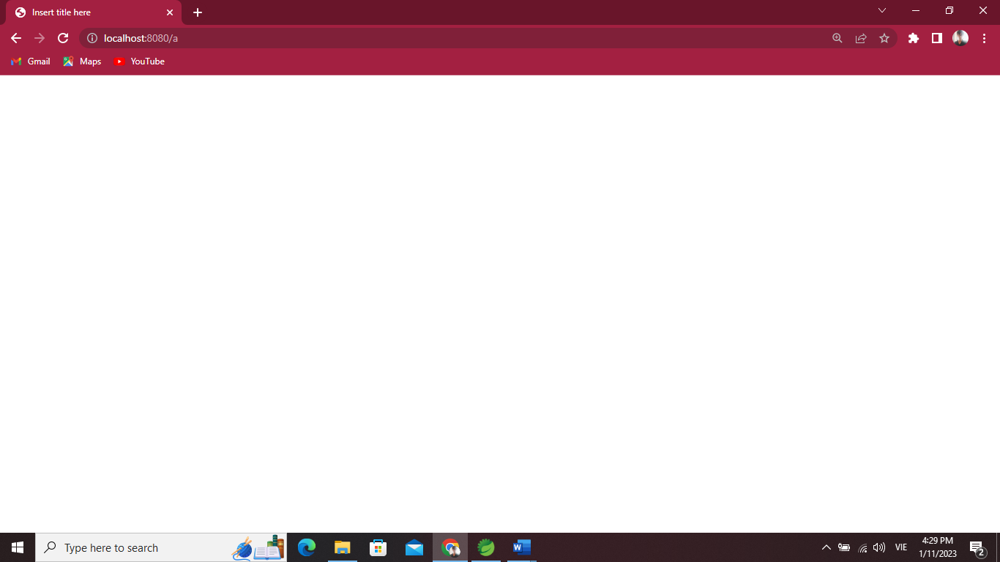 Insert title here
localhost:8080/a
Gmail Maps YouTube
Type here to search
VIE
4:29 PM
1/11/2023
2